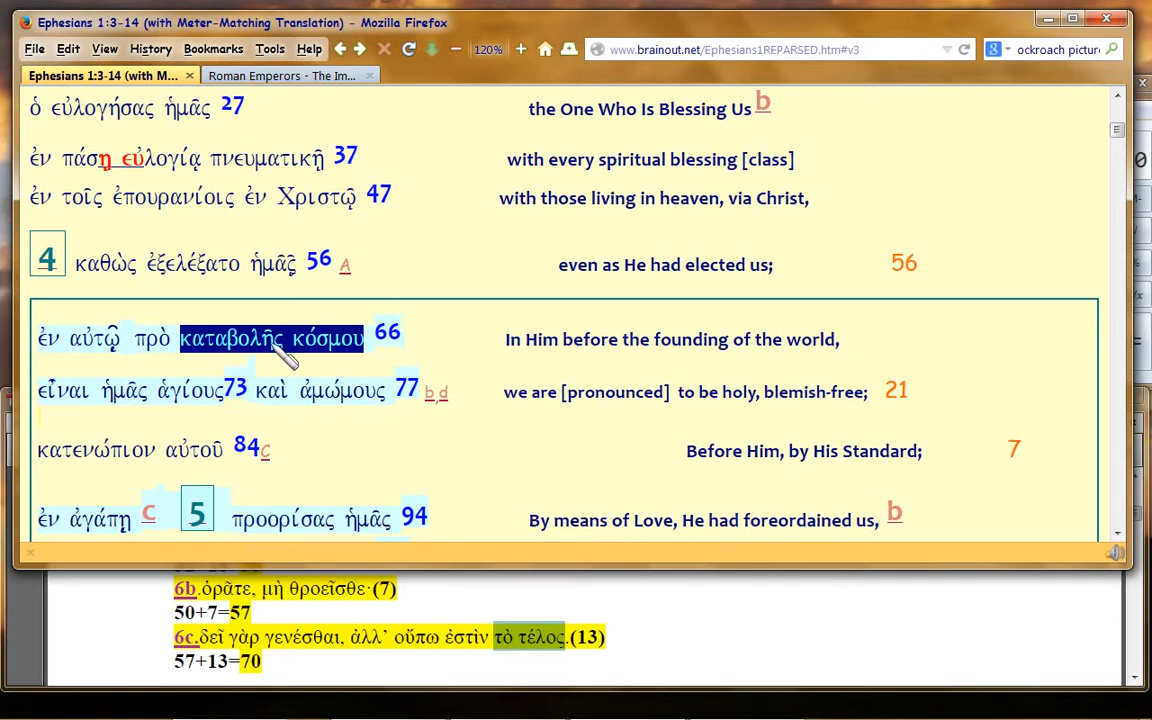 Ephesians 1:3-14 (with Meter-Matching Translation) - Mozilla Firefox
File Edit View History Bookmarks Tools Help 120% www.brainout.net/Ephesians1REPARSED.htm#v3 ockroach picture
Ephesians 1:3-14 (with M... × Roman Emperors - The Im... ×
ὁ εὐλογήσας ἡμᾶς 27 the One Who Is Blessing Us b
ἐν πάσῃ εὐλογίᾳ πνευματικῇ 37 with every spiritual blessing [class]
ἐν τοῖς ἐπουρανίοις ἐν Χριστῷ 47 with those living in heaven, via Christ,
4 καθὼς ἐξελέξατο ἡμᾶς 56 A even as He had elected us; 56
ἐν αὐτῷ πρὸ καταβολῆς κόσμου 66 In Him before the founding of the world,
εἶναι ἡμᾶς ἁγίους73 καὶ ἀμώμους 77 b,d we are [pronounced] to be holy, blemish-free; 21
κατενώπιον αὐτοῦ 84c Before Him, by His Standard; 7
ἐν ἀγάπῃ c 5 προορίσας ἡμᾶς 94 By means of Love, He had foreordained us, b
6b.ὁρᾶτε, μὴ θροεῖσθε·(7)
50+7=57
6c.δεῖ γὰρ γενέσθαι, ἀλλ’ οὔπω ἐστὶν τὸ τέλος.(13)
57+13=70